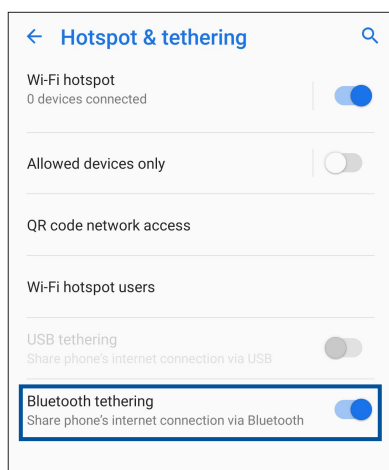 Hotspot & tethering
Wi-Fi hotspot
0 devices connected
Allowed devices only
QR code network access
Wi-Fi hotspot users
USB tethering
Share phone's internet connection via USB
Bluetooth tethering
Share phone's internet connection via Bluetooth